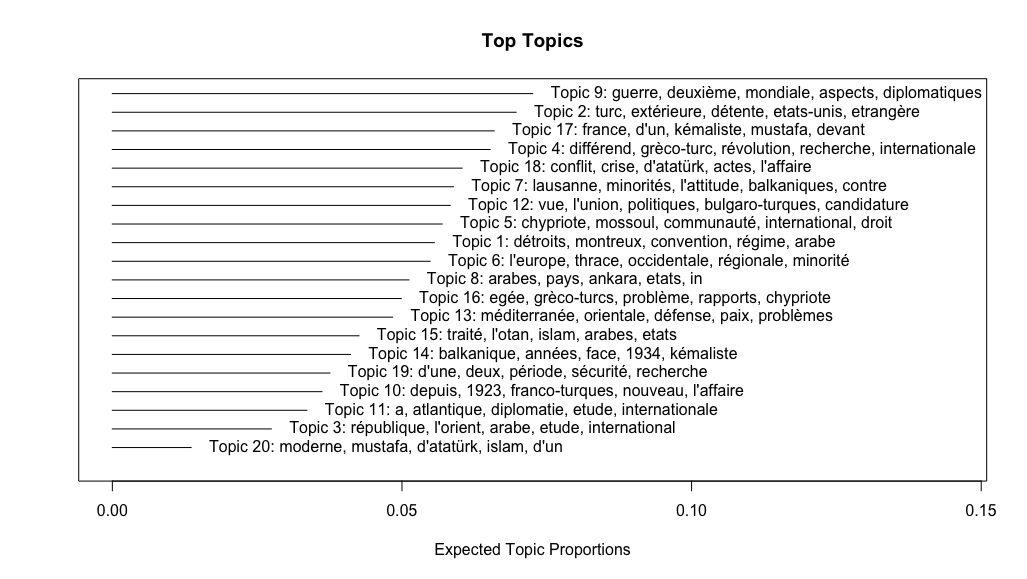 Top Topics
Topic 9: guerre, deuxième, mondiale, aspects, diplomatiques
Topic 2: turc, extérieure, détente, etats-unis, etrangère
Topic 17: france, d'un, kémaliste, mustafa, devant
Topic 4: différend, grèco-turc, révolution, recherche, internationale
Topic 18: conflit, crise, d'atatürk, actes, l'affaire
Topic 7: lausanne, minorités, l'attitude, balkaniques, contre
Topic 12: vue, l'union, politiques, bulgaro-turques, candidature
Topic 5: chypriote, mossoul, communauté, international, droit
Topic 1: détroits, montreux, convention, régime, arabe
Topic 6: l'europe, thrace, occidentale, régionale, minorité
Topic 8: arabes, pays, ankara, etats, in
Topic 16: egée, grèco-turcs, problème, rapports, chypriote
Topic 13: méditerranée, orientale, défense, paix, problèmes
Topic 15: traité, l'otan, islam, arabes, etats
Topic 14: balkanique, années, face, 1934, kémaliste
Topic 19: d'une, deux, période, sécurité, recherche
Topic 10: depuis, 1923, franco-turques, nouveau, l'affaire
Topic 11: a, atlantique, diplomatie, etude, internationale
Topic 3: république, l'orient, arabe, etude, international
Topic 20: moderne, mustafa, d'atatürk, islam, d'un
0.00 0.05 0.10 0.15
Expected Topic Proportions